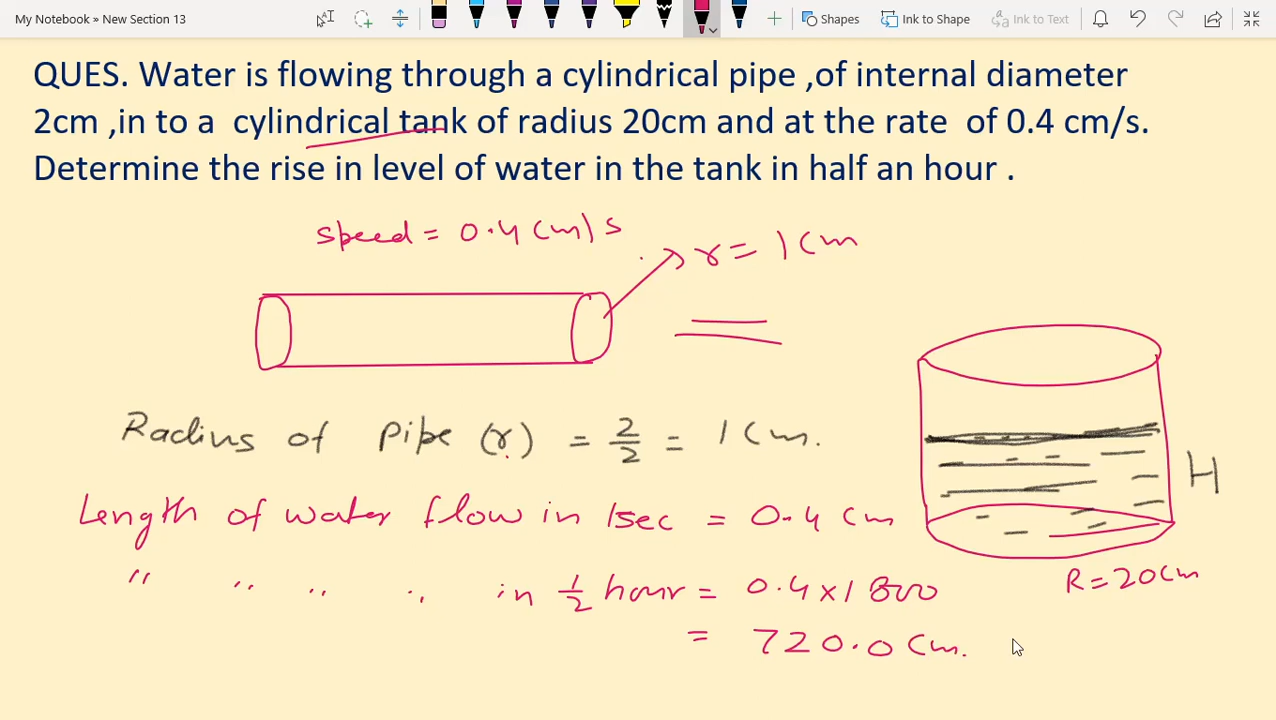 My Notebook » New Section 13
Shapes
Ink to Shape
Ink to Text
QUES. Water is flowing through a cylindrical pipe ,of internal diameter
2cm ,in to a cylindrical tank of radius 20cm and at the rate of 0.4 cm/s.
Determine the rise in level of water in the tank in half an hour .
speed = 0.4 cm/s
r = 1 cm
Radius of pipe (r) = 2/2 = 1 cm.
H
Length of water flow in 1sec = 0.4 cm
" " " " in 1/2 hour = 0.4 x 1800
R = 20cm
= 720.0 cm.